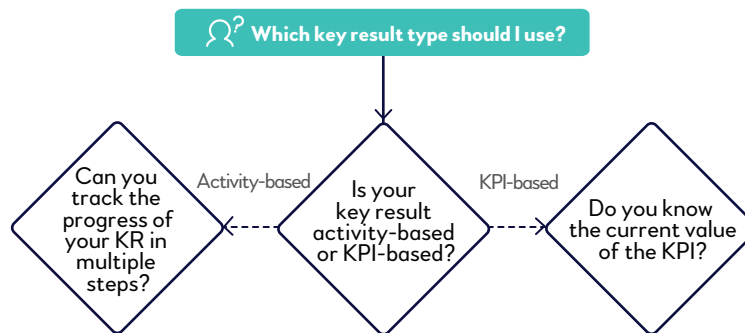 Which key result type should I use?
Can you
track the
progress of
your KR in
multiple
steps?
Activity-based
Is your
key result
activity-based
or KPI-based?
KPI-based
Do you know
the current value
of the KPI?